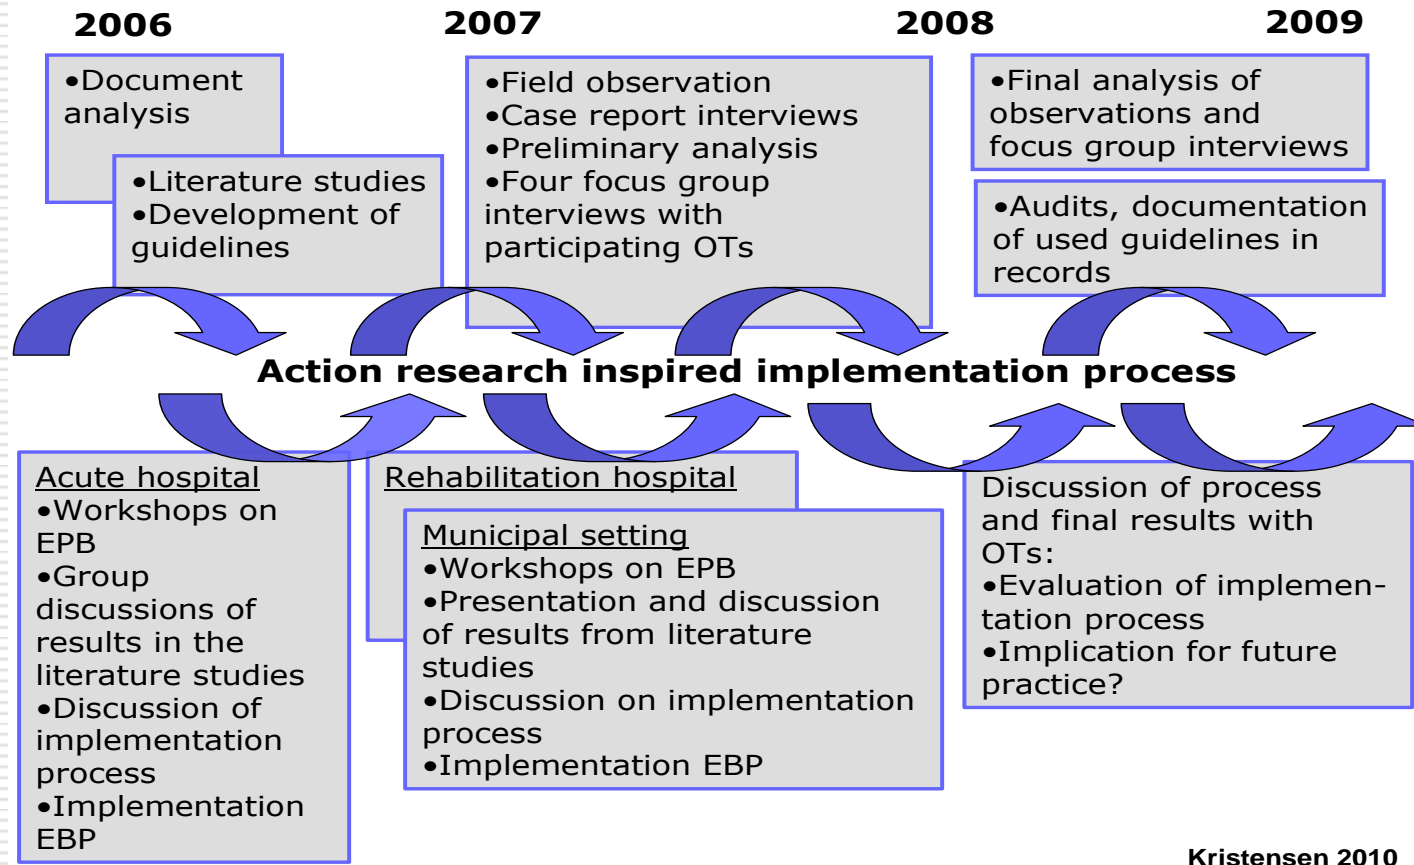 2006 2007 2008 2009
•Document
analysis
•Literature studies
•Development of
guidelines
•Field observation
•Case report interviews
•Preliminary analysis
•Four focus group
interviews with
participating OTs
•Final analysis of
observations and
focus group interviews
•Audits, documentation
of used guidelines in
records
Action research inspired implementation process
Acute hospital
•Workshops on
EPB
•Group
discussions of
results in the
literature studies
•Discussion of
implementation
process
•Implementation
EBP
Rehabilitation hospital
Municipal setting
•Workshops on EPB
•Presentation and discussion
of results from literature
studies
•Discussion on implementation
process
•Implementation EBP
Discussion of process
and final results with
OTs:
•Evaluation of implemen-
tation process
•Implication for future
practice?
Kristensen 2010